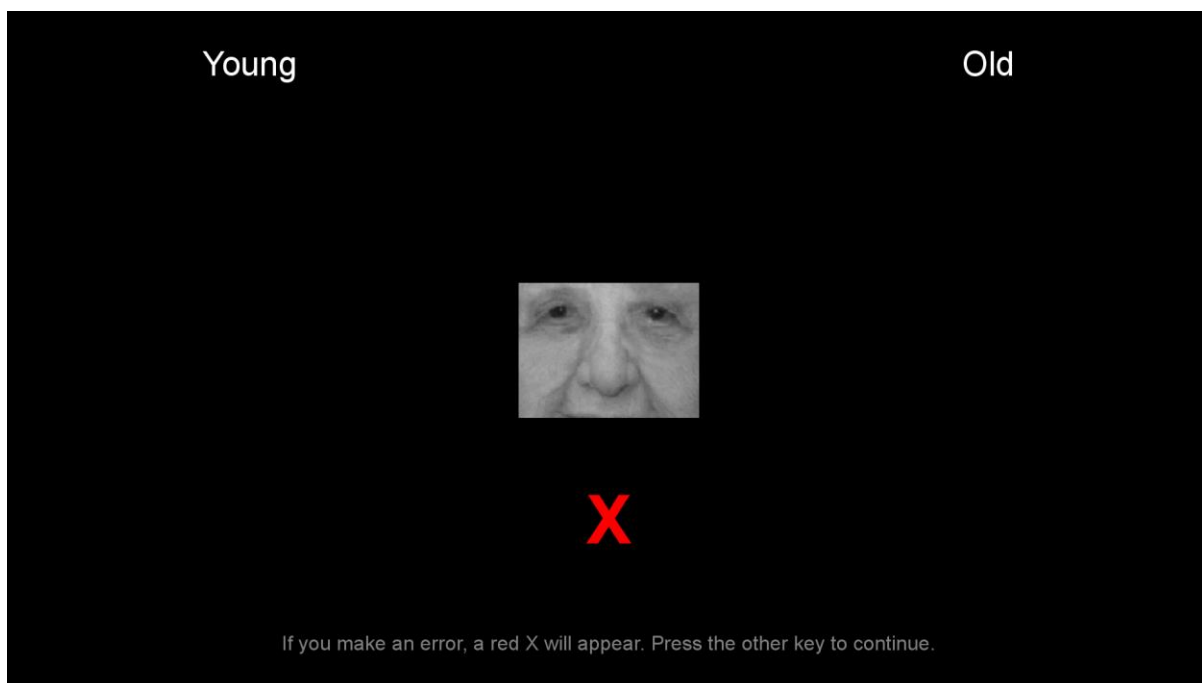 Young Old
X
If you make an error, a red X will appear. Press the other key to continue.